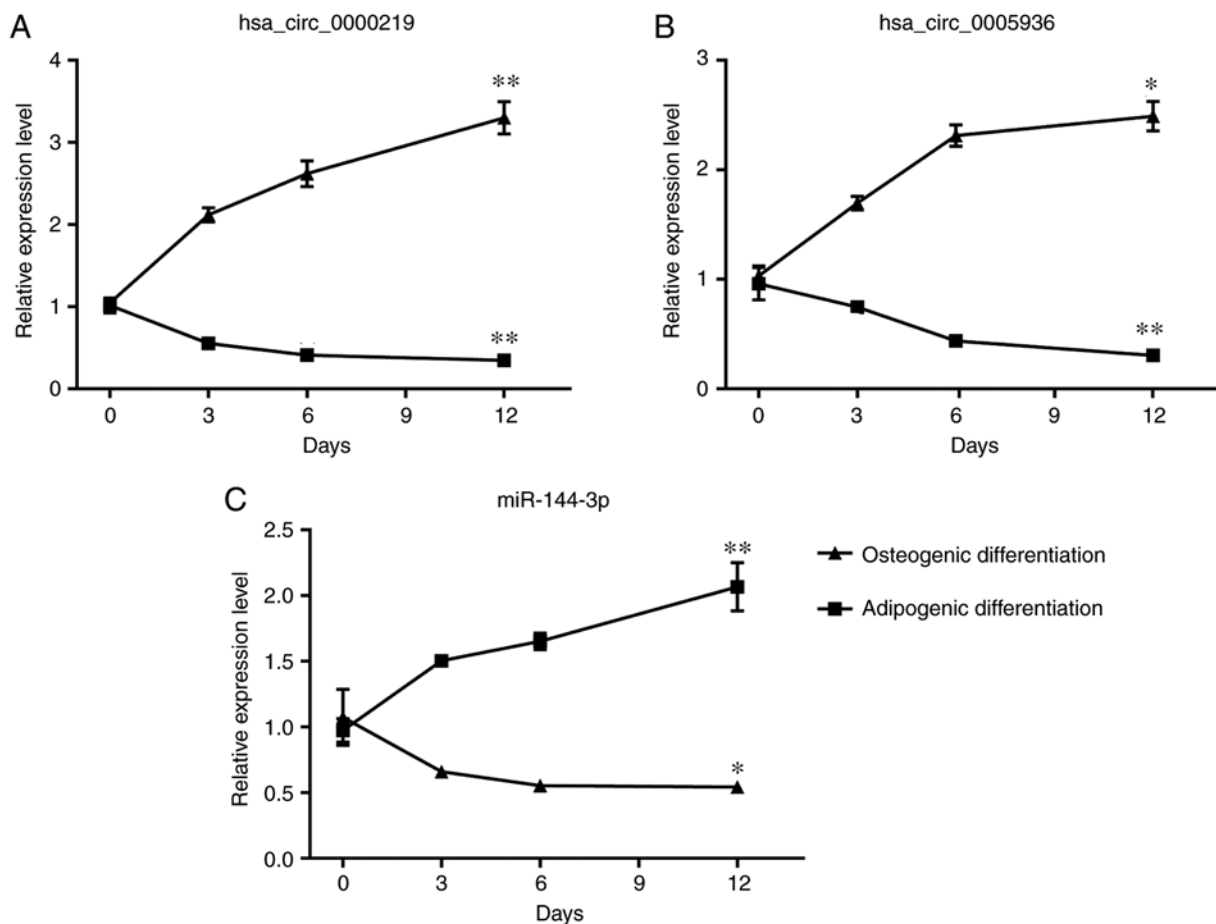 A
hsa_circ_0000219
Relative expression level
4
3
2
1
0
**
**
0 3 6 9 12
Days
B
hsa_circ_0005936
Relative expression level
3
2
1
0
*
**
0 3 6 9 12
Days
C
miR-144-3p
Relative expression level
2.5
2.0
1.5
1.0
0.5
0.0
**
*
0 3 6 9 12
Days
Osteogenic differentiation
Adipogenic differentiation